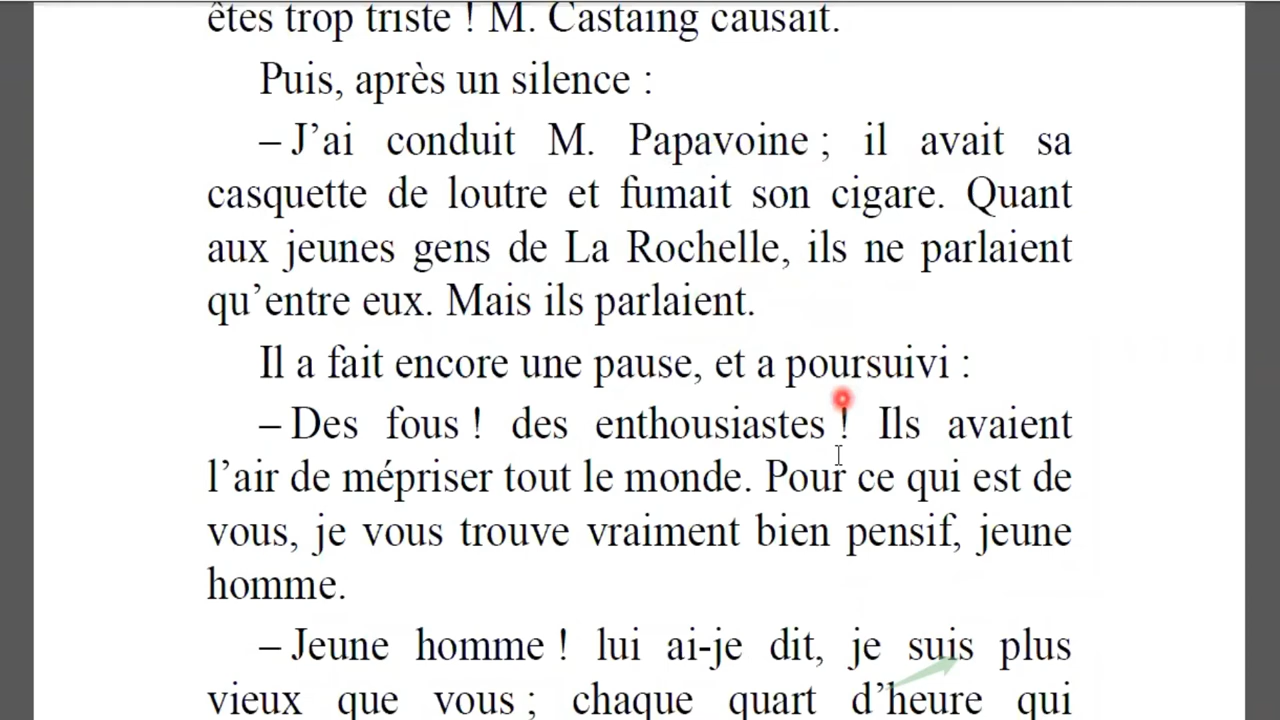 êtes trop triste ! M. Castaing causait.
Puis, après un silence :
– J’ai conduit M. Papavoine ; il avait sa
casquette de loutre et fumait son cigare. Quant
aux jeunes gens de La Rochelle, ils ne parlaient
qu’entre eux. Mais ils parlaient.
Il a fait encore une pause, et a poursuivi :
– Des fous ! des enthousiastes ! Ils avaient
l’air de mépriser tout le monde. Pour ce qui est de
vous, je vous trouve vraiment bien pensif, jeune
homme.
– Jeune homme ! lui ai-je dit, je suis plus
vieux que vous ; chaque quart d’heure qui